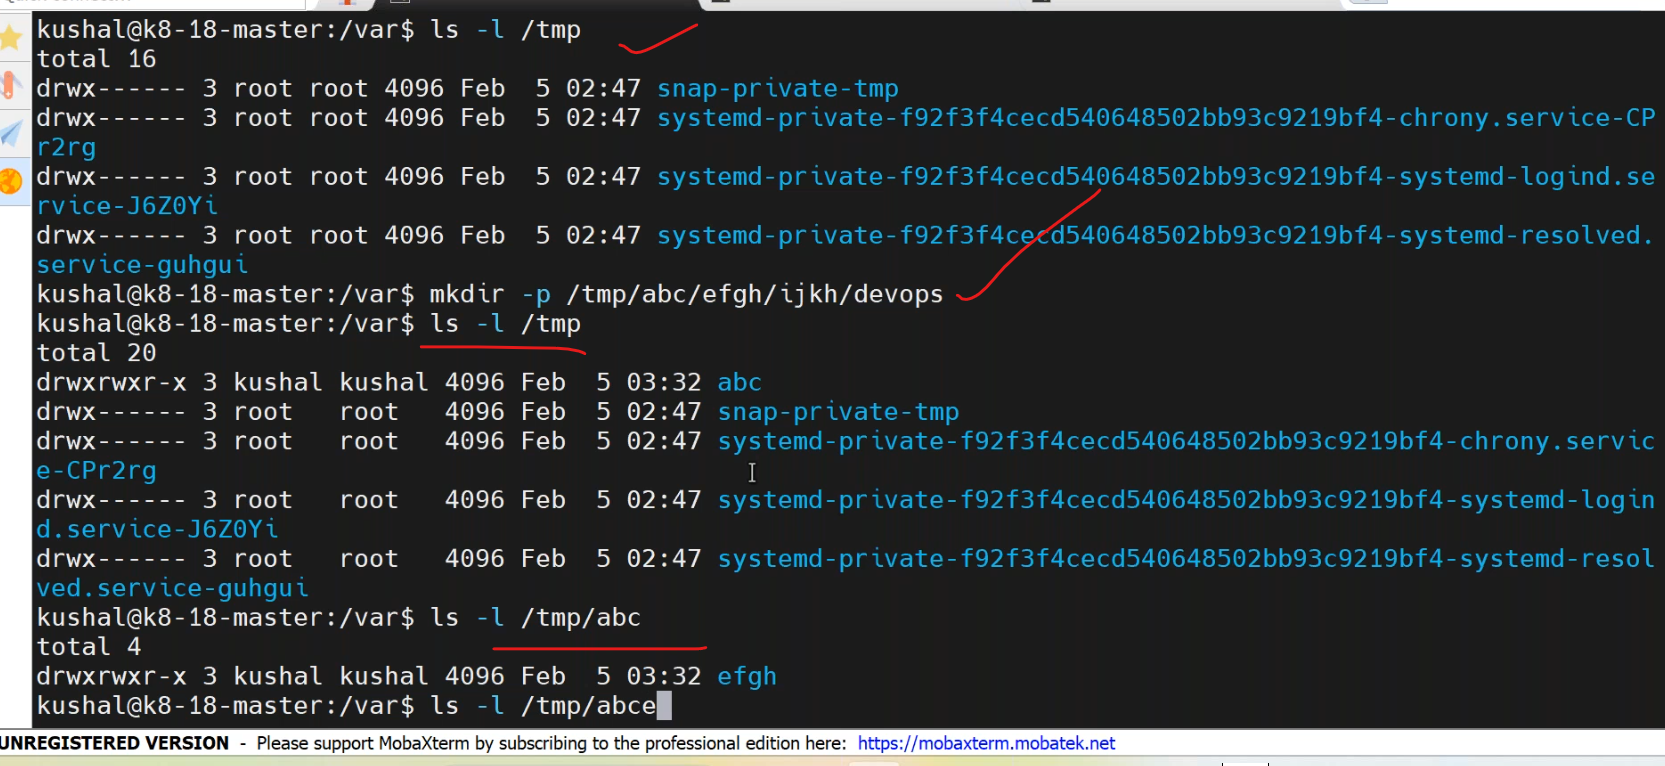 kushal@k8-18-master:/var$ ls -l /tmp
total 16
drwx------ 3 root root 4096 Feb  5 02:47 snap-private-tmp
drwx------ 3 root root 4096 Feb  5 02:47 systemd-private-f92f3f4cecd540648502bb93c9219bf4-chrony.service-CP
r2rg
drwx------ 3 root root 4096 Feb  5 02:47 systemd-private-f92f3f4cecd540648502bb93c9219bf4-systemd-logind.se
rvice-J6Z0Yi
drwx------ 3 root root 4096 Feb  5 02:47 systemd-private-f92f3f4cecd540648502bb93c9219bf4-systemd-resolved.
service-guhgui
kushal@k8-18-master:/var$ mkdir -p /tmp/abc/efgh/ijkh/devops
kushal@k8-18-master:/var$ ls -l /tmp
total 20
drwxrwxr-x 3 kushal kushal 4096 Feb  5 03:32 abc
drwx------ 3 root   root   4096 Feb  5 02:47 snap-private-tmp
drwx------ 3 root   root   4096 Feb  5 02:47 systemd-private-f92f3f4cecd540648502bb93c9219bf4-chrony.servic
e-CPr2rg
drwx------ 3 root   root   4096 Feb  5 02:47 systemd-private-f92f3f4cecd540648502bb93c9219bf4-systemd-login
d.service-J6Z0Yi
drwx------ 3 root   root   4096 Feb  5 02:47 systemd-private-f92f3f4cecd540648502bb93c9219bf4-systemd-resol
ved.service-guhgui
kushal@k8-18-master:/var$ ls -l /tmp/abc
total 4
drwxrwxr-x 3 kushal kushal 4096 Feb  5 03:32 efgh
kushal@k8-18-master:/var$ ls -l /tmp/abce
UNREGISTERED VERSION - Please support MobaXterm by subscribing to the professional edition here: https://mobaxterm.mobatek.net